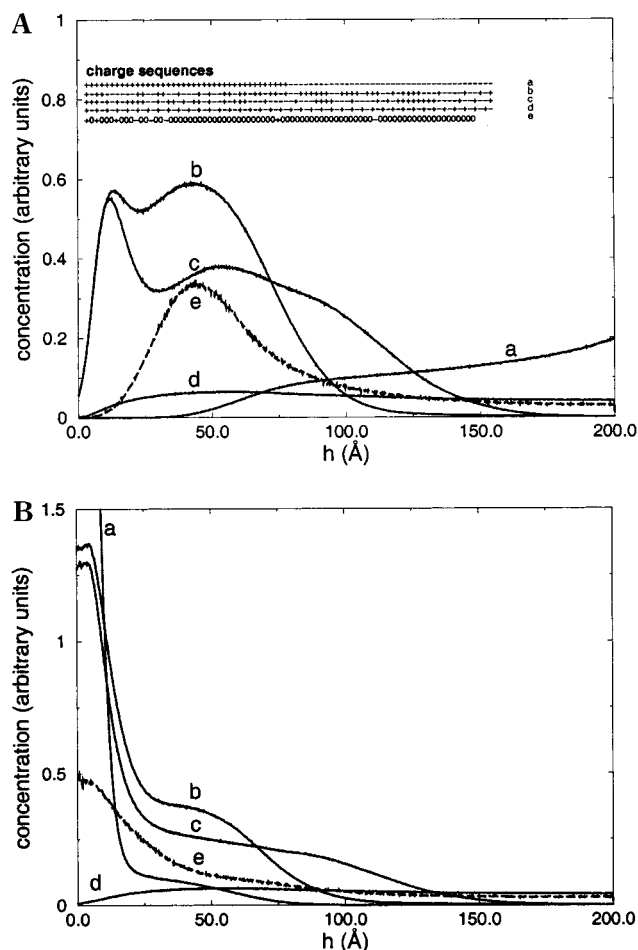 A
1
charge sequences
a
0.8
b
c
d
e
0.6
b
0.4
c
e
0.2
a
d
0
0.0 50.0 100.0 150.0 200.0
h (Å)
concentration (arbitrary units)
B
1.5
a
1
0.5
b
c
e
d
0
0.0 50.0 100.0 150.0 200.0
h (Å)
concentration (arbitrary units)